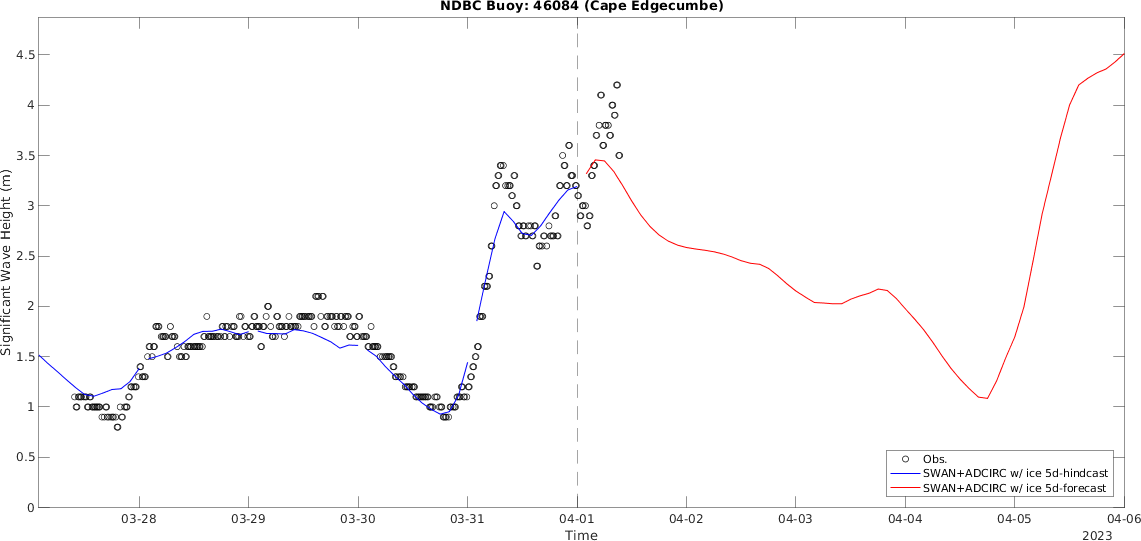 NDBC Buoy: 46084 (Cape Edgecumbe)
Significant Wave Height (m)
4.5
4
3.5
3
2.5
2
1.5
1
0.5
0
Obs.
SWAN+ADCIRC w/ ice 5d-hindcast
SWAN+ADCIRC w/ ice 5d-forecast
03-28 03-29 03-30 03-31 04-01 04-02 04-03 04-04 04-05 04-06
Time
2023